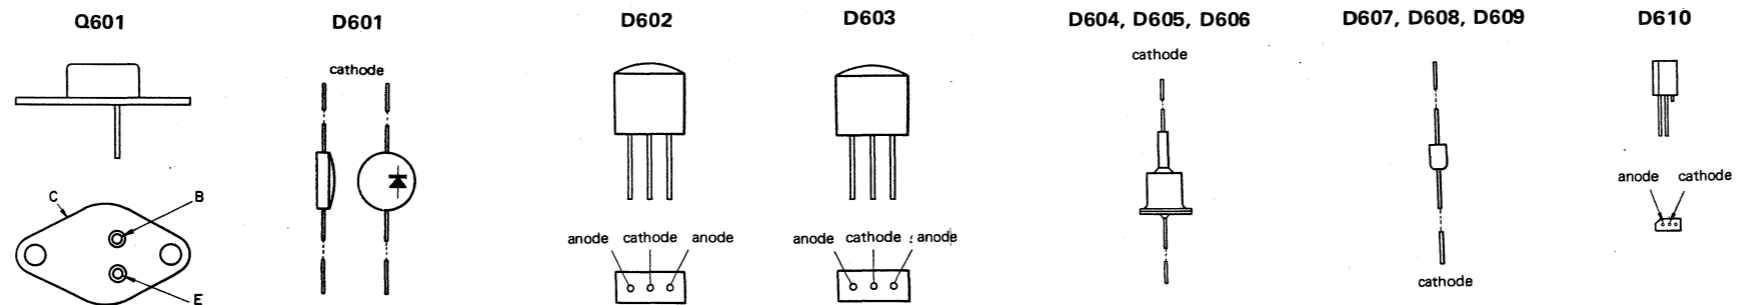 Q601
D601
D602
D603
D604, D605, D606
D607, D608, D609
D610
cathode
cathode
anode cathode
C
B
anode cathode anode
anode cathode anode
E
cathode